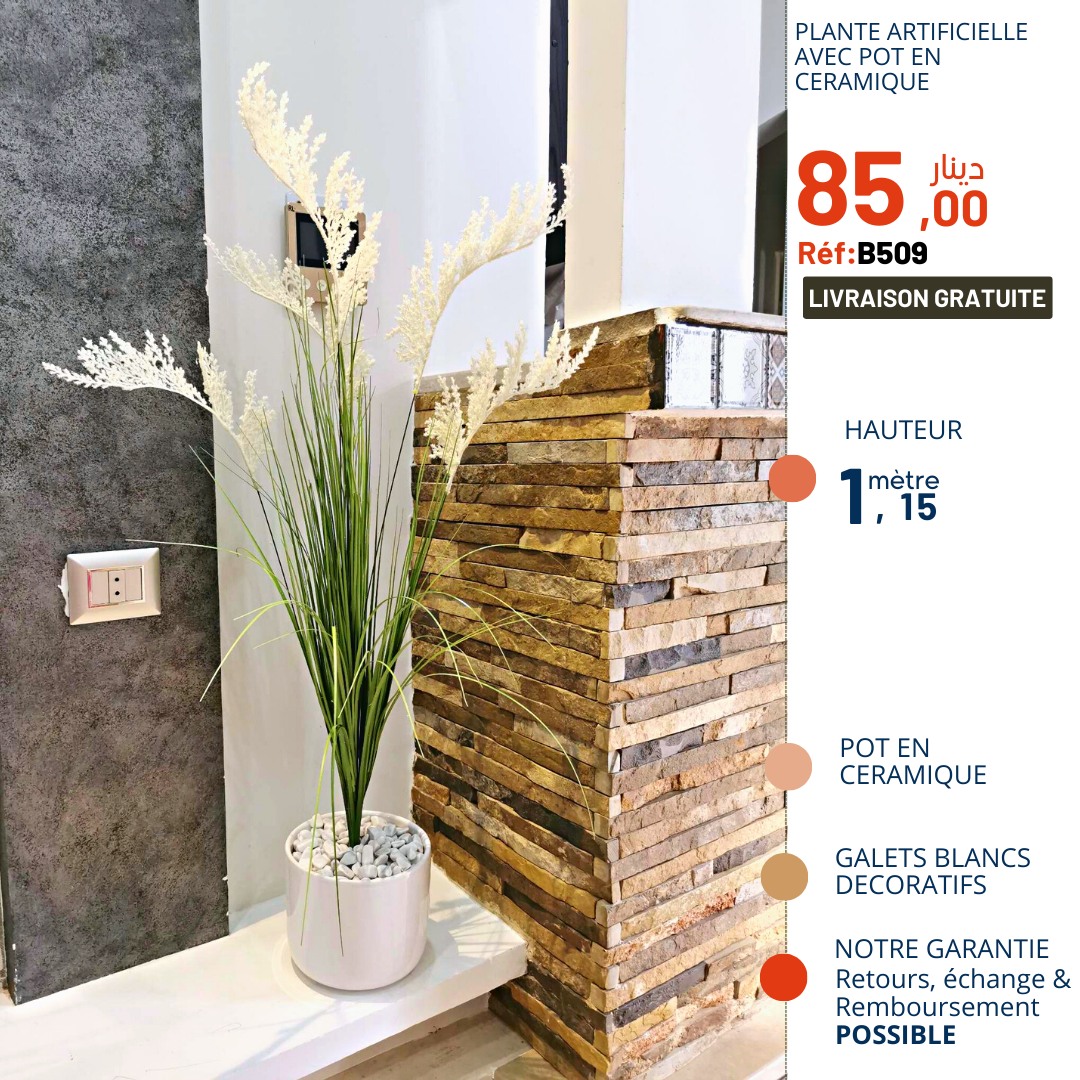 PLANTE ARTIFICIELLE
AVEC POT EN
CERAMIQUE
85,00 دينار
Réf:B509
LIVRAISON GRATUITE
HAUTEUR
1 mètre
, 15
POT EN
CERAMIQUE
GALETS BLANCS
DECORATIFS
NOTRE GARANTIE
Retours, échange &
Remboursement
POSSIBLE